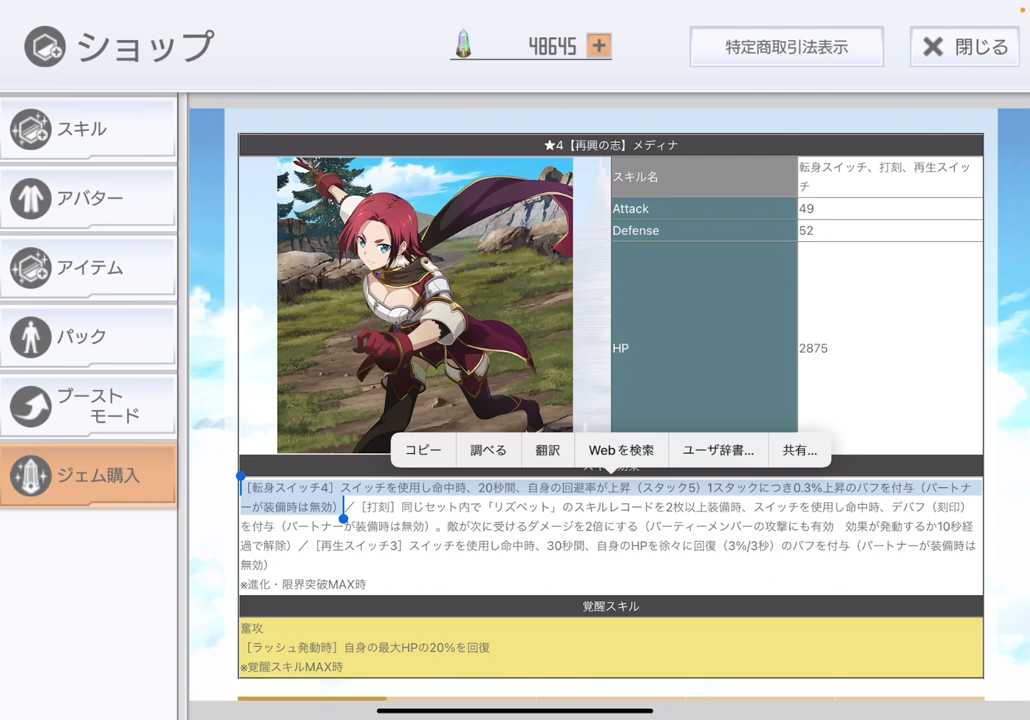 ショップ
48645
特定商取引法表示
閉じる
スキル
アバター
アイテム
パック
ブースト
モード
ジェム購入
★4【再興の志】メディナ
スキル名
転身スイッチ、打刻、再生スイッ
チ
Attack
49
Defense
52
HP
2875
コピー
調べる
翻訳
Webを検索
ユーザ辞書...
共有...
［転身スイッチ4］スイッチを使用し命中時、20秒間、自身の回避率が上昇（スタック5）1スタックにつき0.3%上昇のバフを付与（パートナ
ーが装備時は無効）／［打刻］同じセット内で「リズベット」のスキルレコードを2枚以上装備時、スイッチを使用し命中時、デバフ（刻印）
を付与（パートナーが装備時は無効）。敵が次に受けるダメージを2倍にする（パーティーメンバーの攻撃にも有効　効果が発動するか10秒経
過で解除）／［再生スイッチ3］スイッチを使用し命中時、30秒間、自身のHPを徐々に回復（3%/3秒）のバフを付与（パートナーが装備時は
無効）
※進化・限界突破MAX時
覚醒スキル
奮攻
［ラッシュ発動時］自身の最大HPの20%を回復
※覚醒スキルMAX時